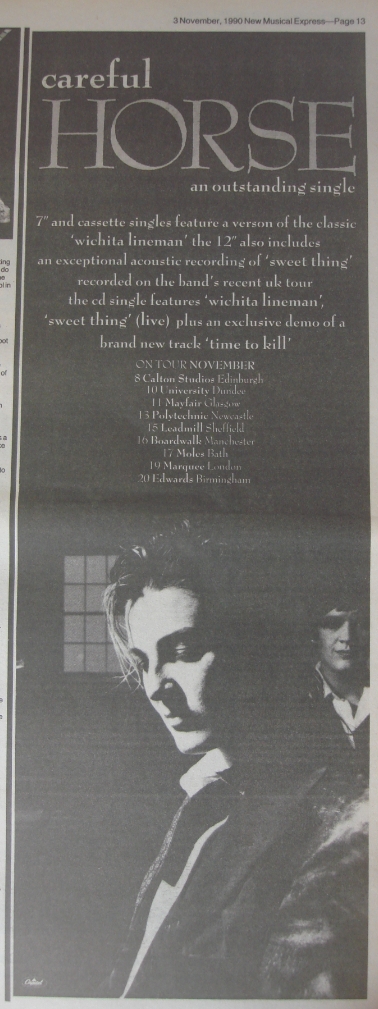 3 November, 1990 New Musical Express—Page 13
careful
HORSE
an outstanding single
7" and cassette singles feature a verson of the classic
'wichita lineman' the 12" also includes
an exceptional acoustic recording of 'sweet thing'
recorded on the band's recent uk tour
the cd single features 'wichita lineman',
'sweet thing' (live) plus an exclusive demo of a
brand new track 'time to kill'
ON TOUR NOVEMBER
8 Calton Studios Edinburgh
10 University Dundee
11 Mayfair Glasgow
13 Polytechnic Newcastle
15 Leadmill Sheffield
16 Boardwalk Manchester
17 Moles Bath
19 Marquee London
20 Edwards Birmingham
Capitol